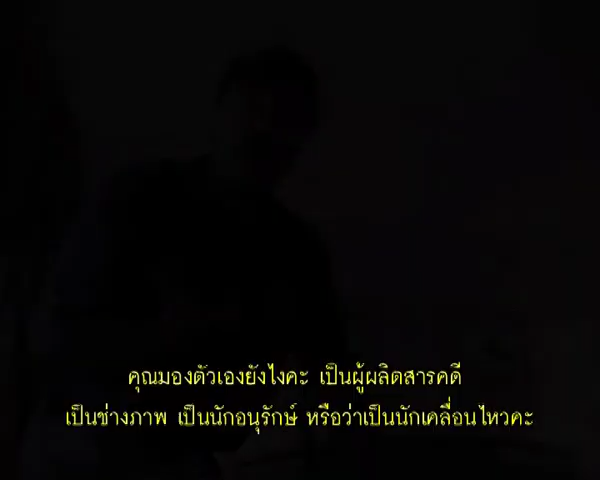 คุณมองตัวเองยังไงคะ เป็นผู้ผลิตสารคดี
เป็นช่างภาพ เป็นนักอนุรักษ์ หรือว่าเป็นนักเคลื่อนไหวคะ